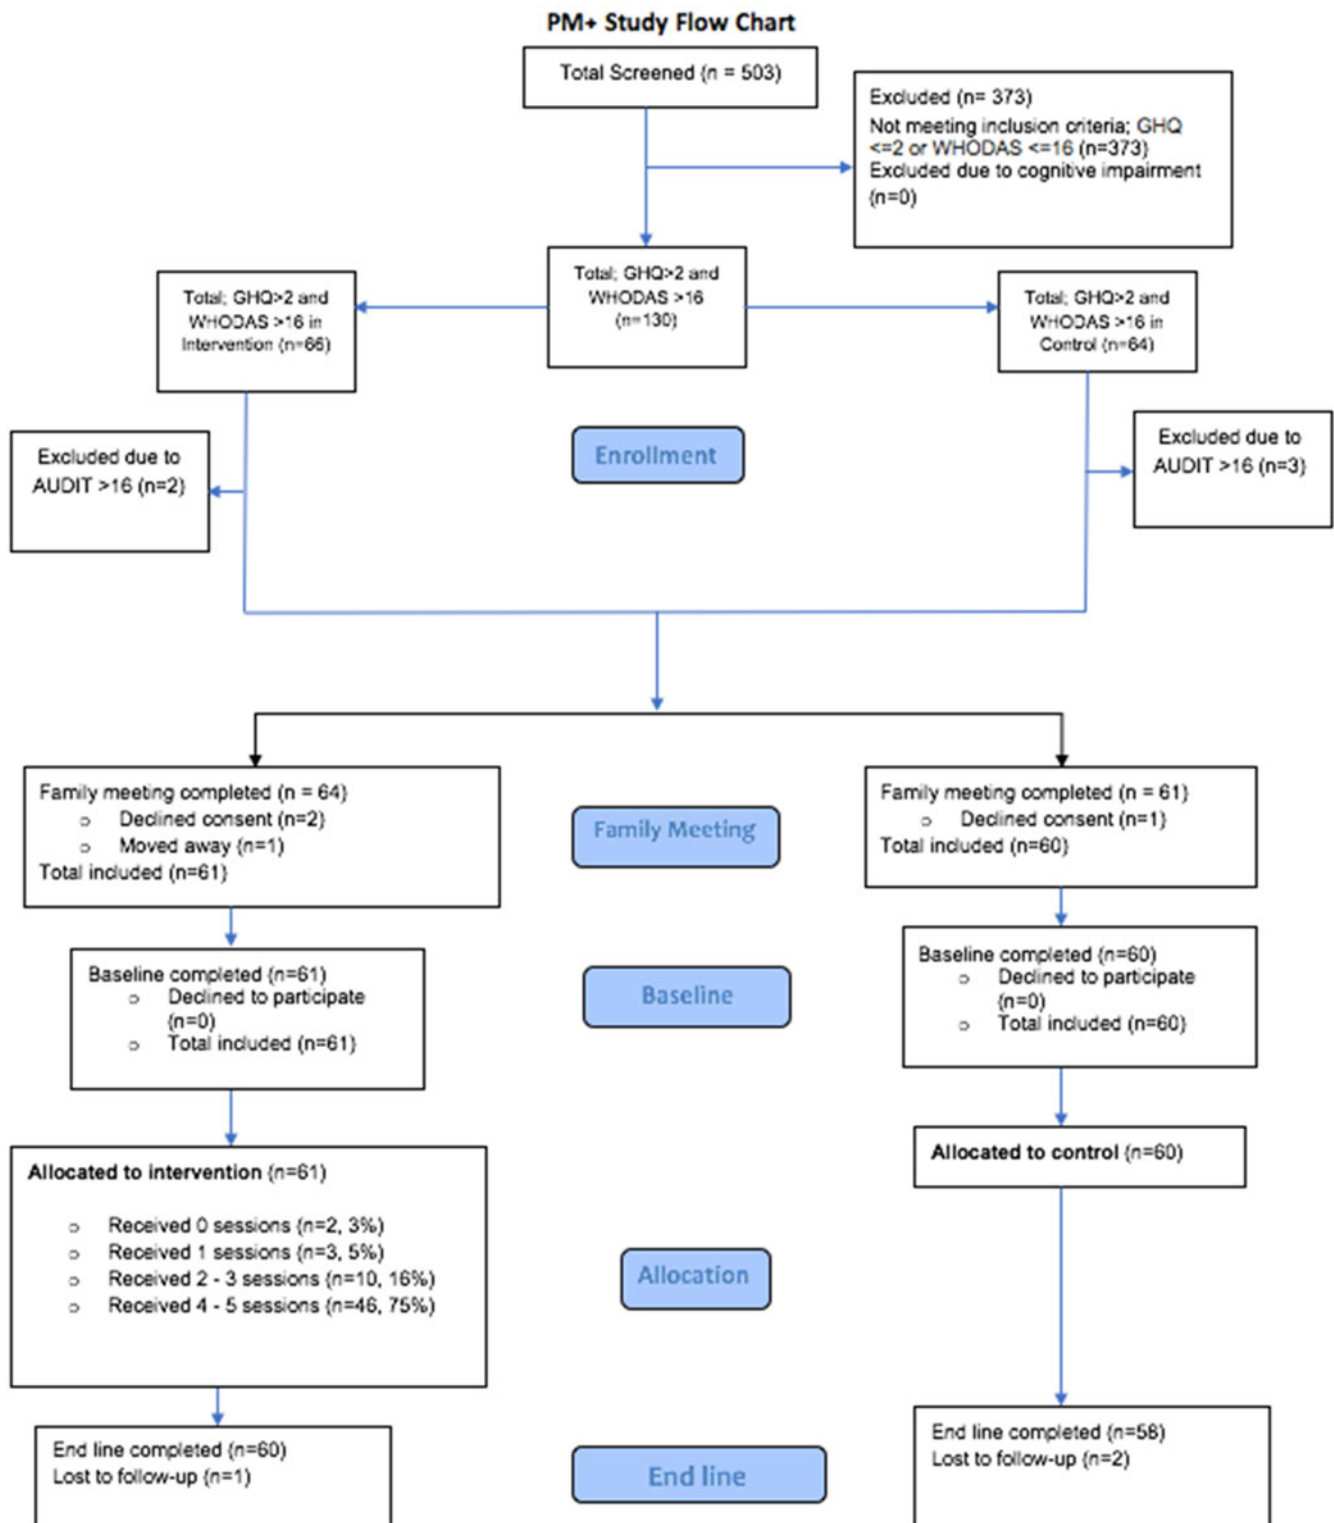 PM+ Study Flow Chart
Total Screened (n = 503)
Excluded (n= 373)
Not meeting inclusion criteria; GHQ
<=2 or WHODAS <=16 (n=373)
Excluded due to cognitive impairment
(n=0)
Total; GHQ>2 and
WHODAS >16
(n=130)
Total; GHQ>2 and
WHODAS >16 in
Intervention (n=66)
Total; GHQ>2 and
WHODAS >16 in
Control (n=64)
Enrollment
Excluded due to
AUDIT >16 (n=2)
Excluded due to
AUDIT >16 (n=3)
Family meeting completed (n = 64)
o Declined consent (n=2)
o Moved away (n=1)
Total included (n=61)
Family Meeting
Family meeting completed (n = 61)
o Declined consent (n=1)
Total included (n=60)
Baseline completed (n=61)
o Declined to participate
(n=0)
o Total included (n=61)
Baseline
Baseline completed (n=60)
o Declined to participate
(n=0)
o Total included (n=60)
Allocated to intervention (n=61)
o Received 0 sessions (n=2, 3%)
o Received 1 sessions (n=3, 5%)
o Received 2 - 3 sessions (n=10, 16%)
o Received 4 - 5 sessions (n=46, 75%)
Allocation
Allocated to control (n=60)
End line completed (n=60)
Lost to follow-up (n=1)
End line
End line completed (n=58)
Lost to follow-up (n=2)